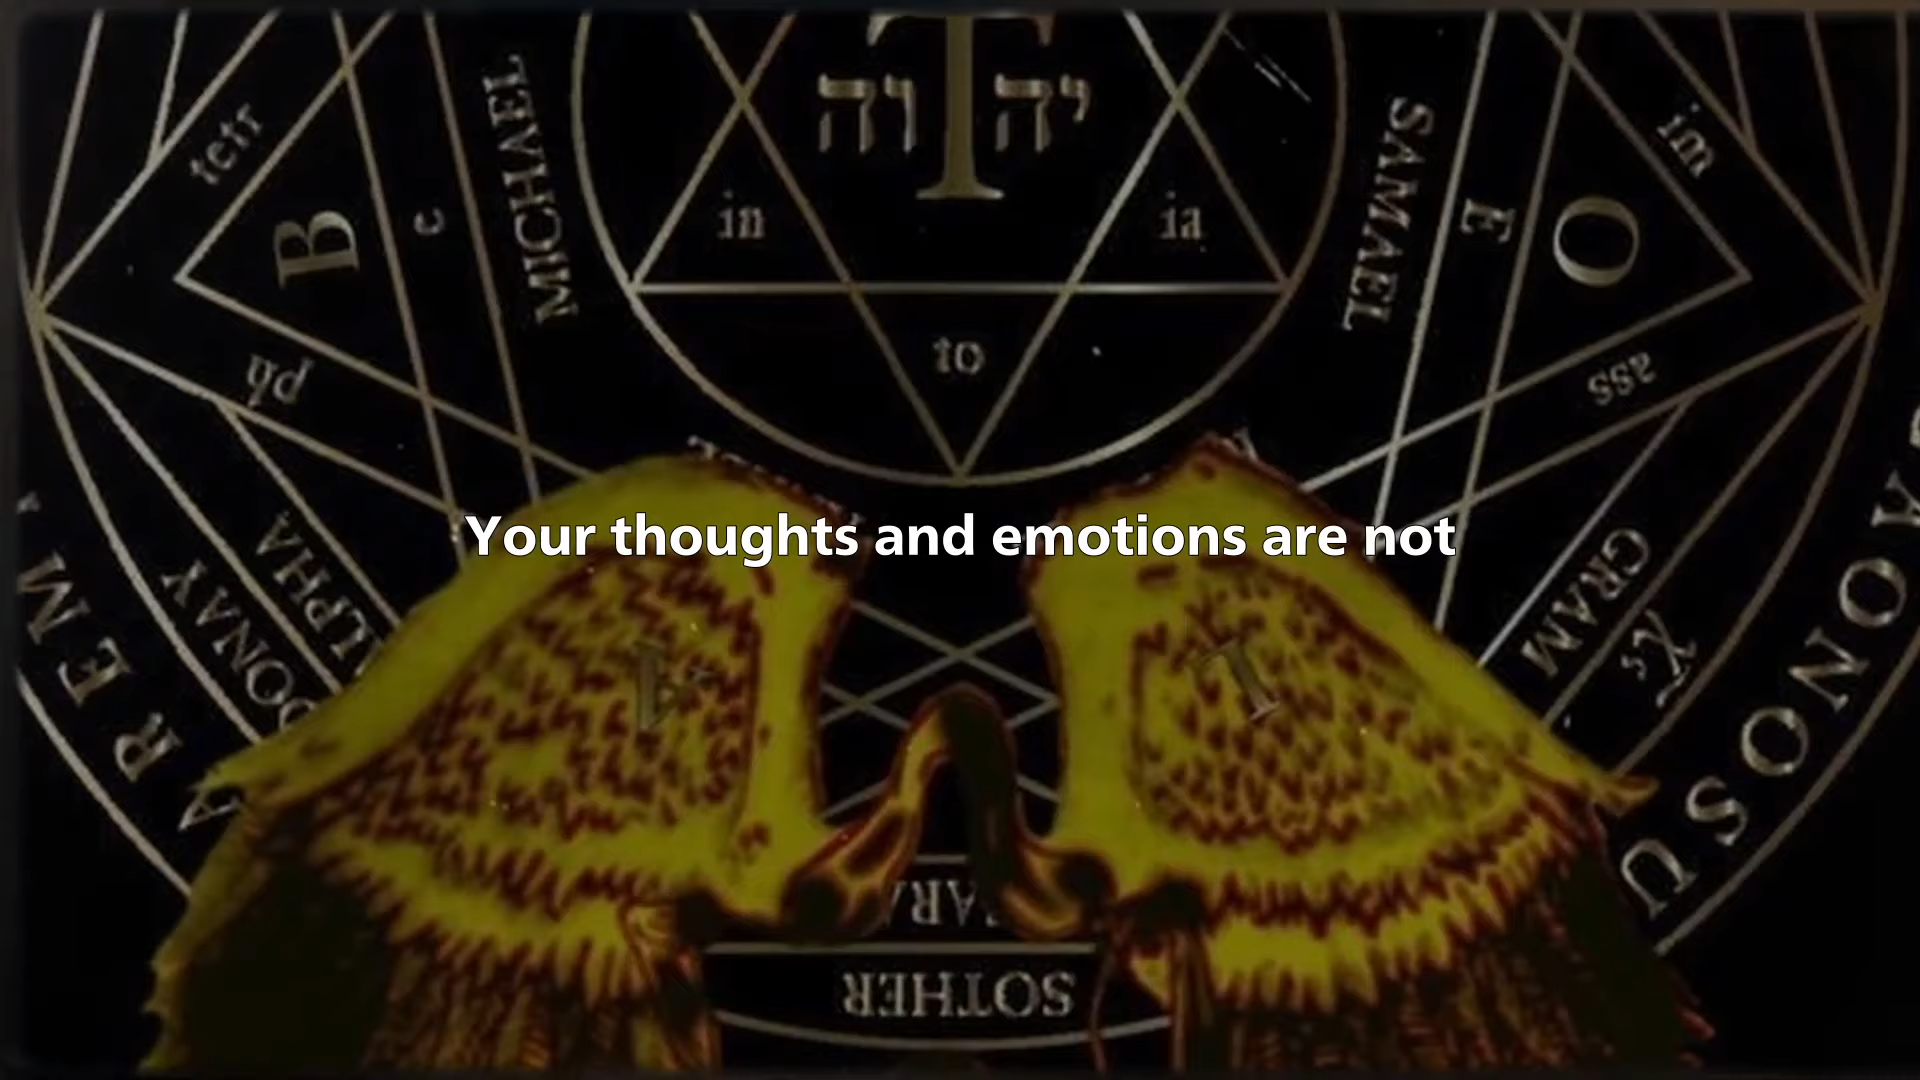 T
יהוה
tetr
im
MICHAEL
SAMAEL
B
e
in
ia
E
O
to
ph
ass
Your thoughts and emotions are not
ALPHA
GRAM
REM
SOTHER